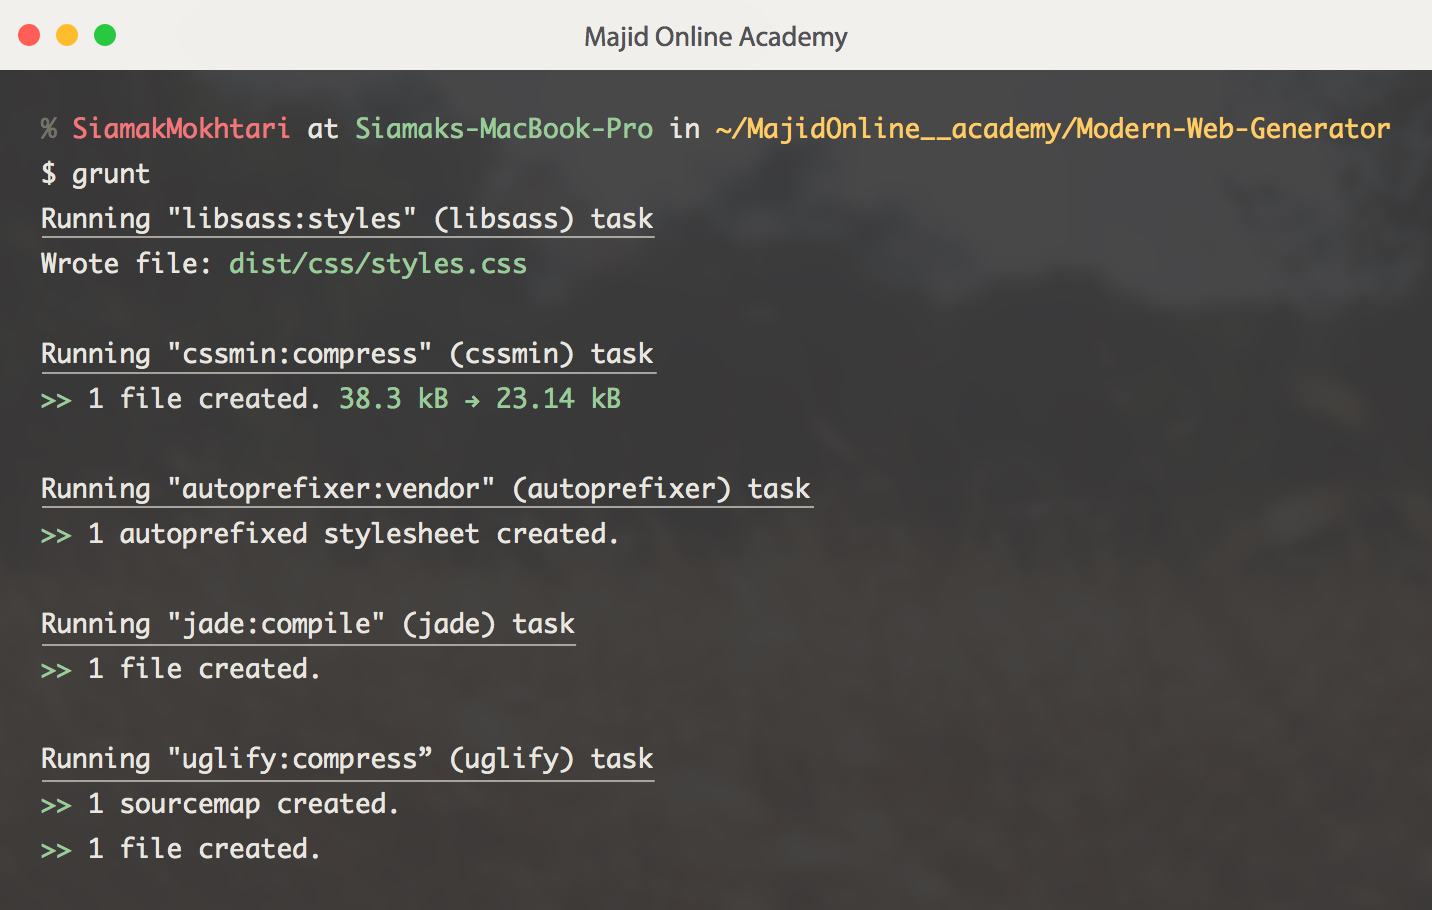 Majid Online Academy
% SiamakMokhtari at Siamaks-MacBook-Pro in ~/MajidOnline__academy/Modern-Web-Generator
$ grunt
Running "libsass:styles" (libsass) task
Wrote file: dist/css/styles.css
Running "cssmin:compress" (cssmin) task
>> 1 file created. 38.3 kB → 23.14 kB
Running "autoprefixer:vendor" (autoprefixer) task
>> 1 autoprefixed stylesheet created.
Running "jade:compile" (jade) task
>> 1 file created.
Running "uglify:compress” (uglify) task
>> 1 sourcemap created.
>> 1 file created.